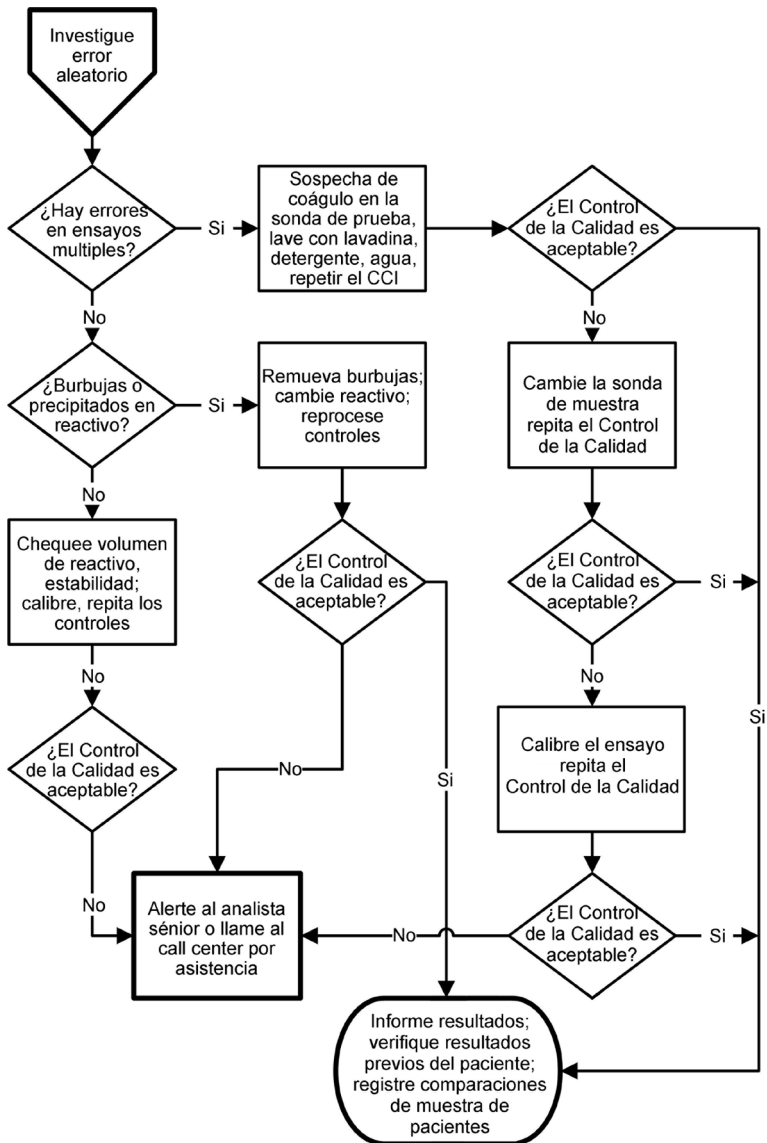 Investigue
error
aleatorio
¿Hay errores
en ensayos
multiples?
Si
Sospecha de
coágulo en la
sonda de prueba,
lave con lavadina,
detergente, agua,
repetir el CCI
¿El Control
de la Calidad es
aceptable?
No
No
¿Burbujas o
precipitados en
reactivo?
Si
Remueva burbujas;
cambie reactivo;
reprocese
controles
Cambie la sonda
de muestra
repita el Control
de la Calidad
No
Chequee volumen
de reactivo,
estabilidad;
calibre, repita los
controles
¿El Control
de la Calidad es
aceptable?
¿El Control
de la Calidad es
aceptable?
Si
No
No
¿El Control
de la Calidad es
aceptable?
No
Si
Calibre el ensayo
repita el
Control de la Calidad
Si
No
Alerte al analista
sénior o llame al
call center por
asistencia
No
¿El Control
de la Calidad es
aceptable?
Si
Informe resultados;
verifique resultados
previos del paciente;
registre comparaciones
de muestra de
pacientes